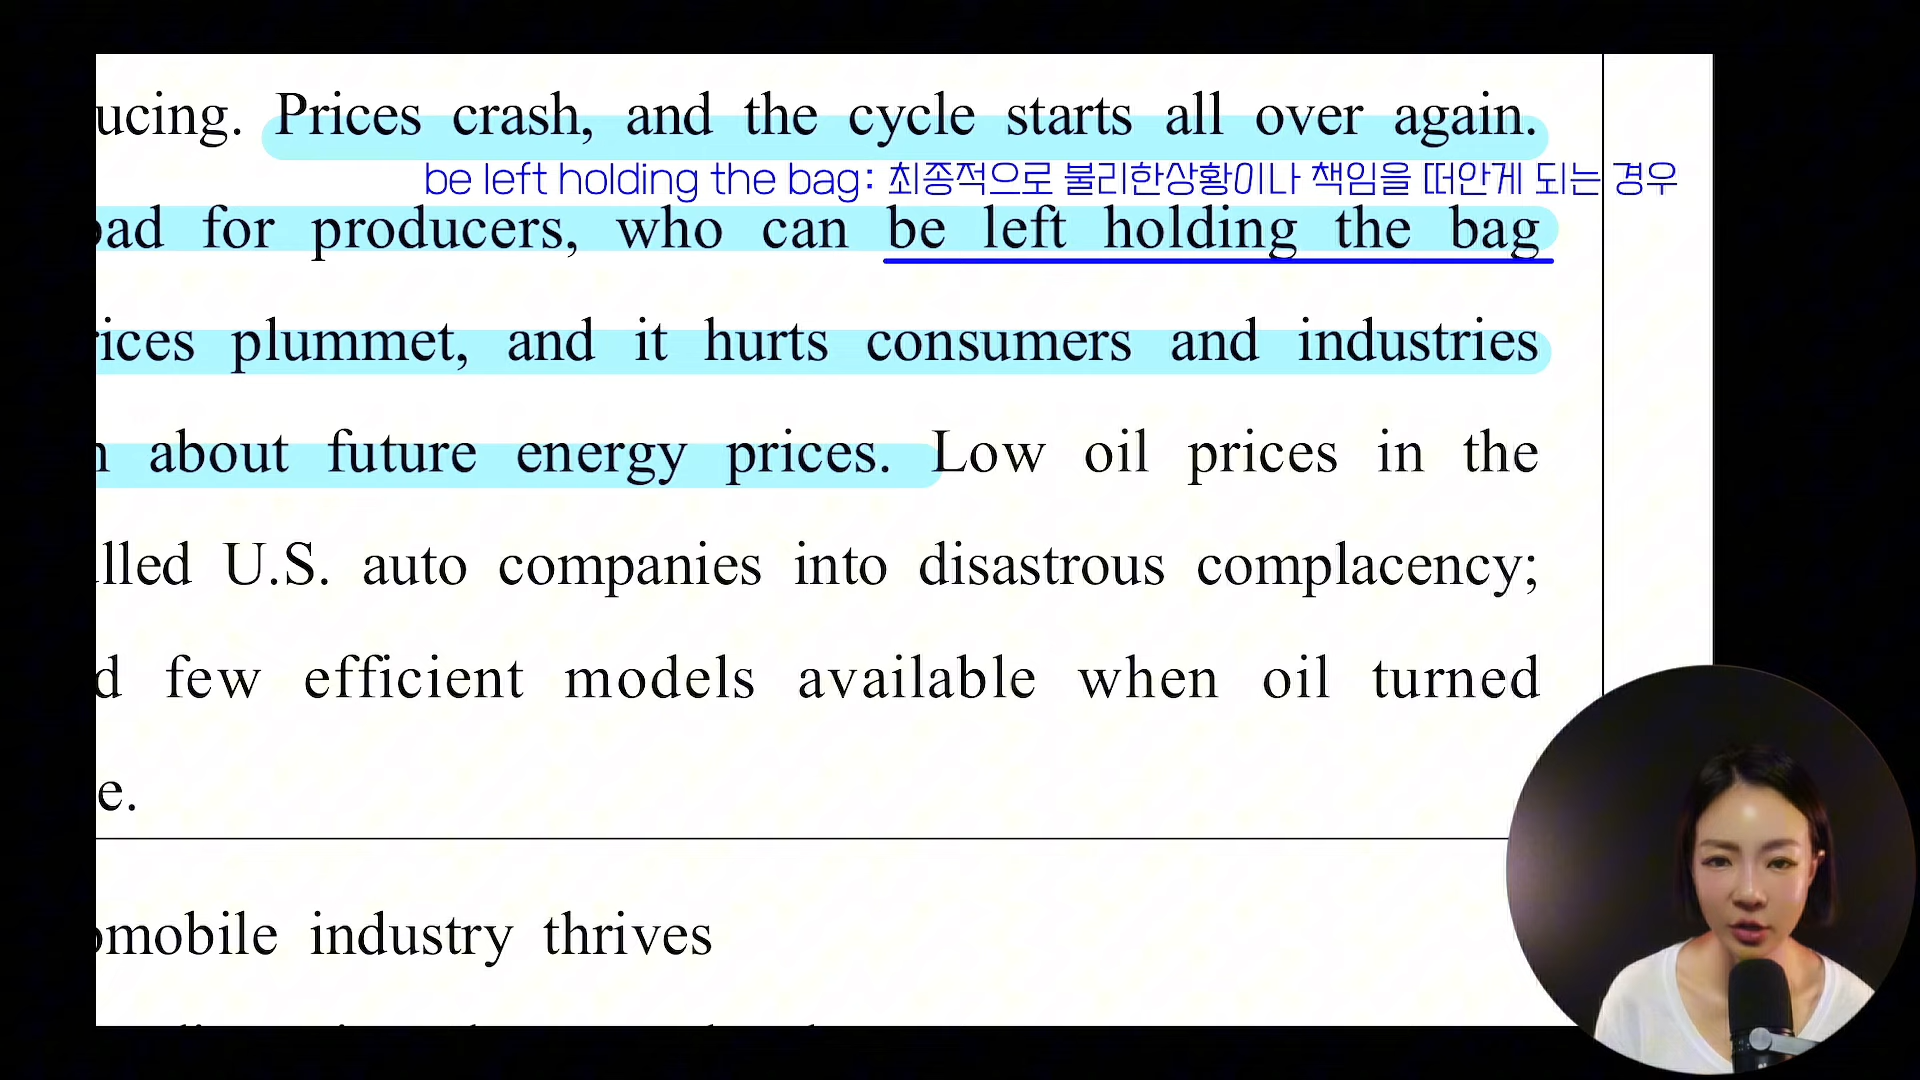 ucing. Prices crash, and the cycle starts all over again.
be left holding the bag: 최종적으로 불리한상황이나 책임을 떠안게 되는 경우
bad for producers, who can be left holding the bag
rices plummet, and it hurts consumers and industries
about future energy prices. Low oil prices in the
lled U.S. auto companies into disastrous complacency;
d few efficient models available when oil turned
e.
omobile industry thrives